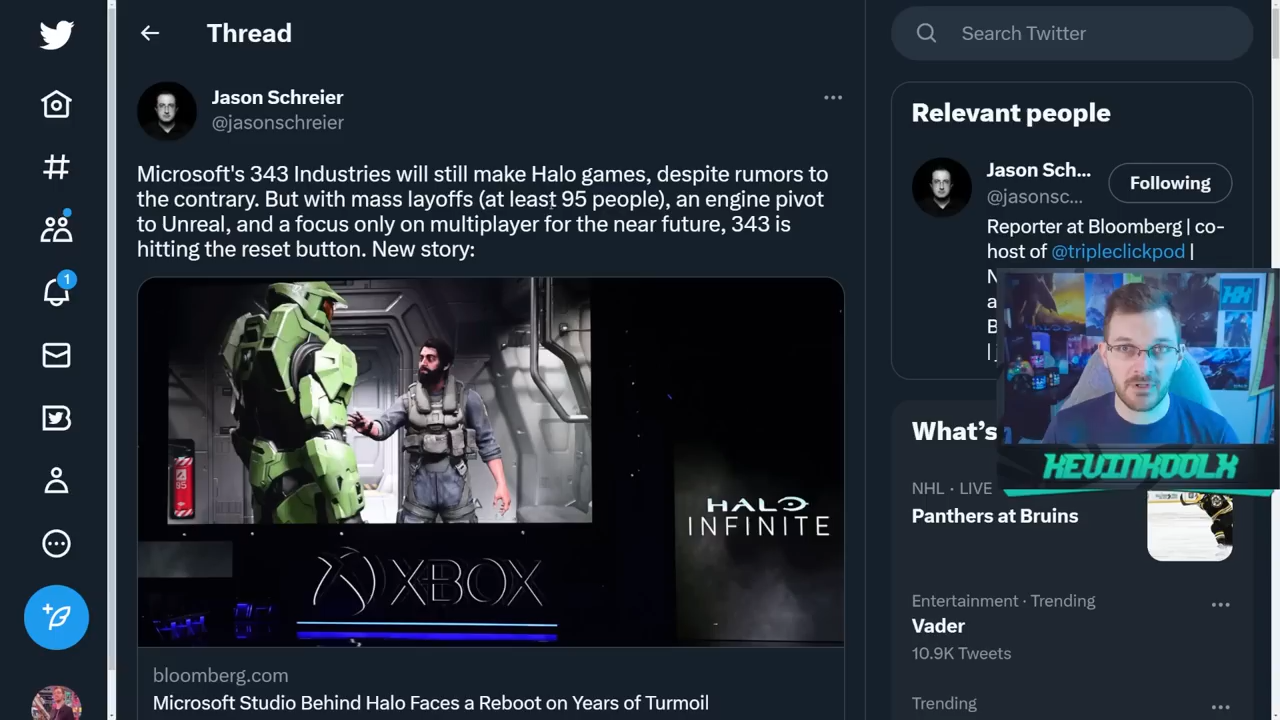 Thread
Search Twitter
Jason Schreier
@jasonschreier
Microsoft's 343 Industries will still make Halo games, despite rumors to
the contrary. But with mass layoffs (at least 95 people), an engine pivot
to Unreal, and a focus only on multiplayer for the near future, 343 is
hitting the reset button. New story:
HALO
INFINITE
XBOX
bloomberg.com
Microsoft Studio Behind Halo Faces a Reboot on Years of Turmoil
1
Relevant people
Jason Sch...
@jasonsc...
Following
Reporter at Bloomberg | co-
host of @tripleclickpod |
N
a
B
KEVINKOOLX
What's
NHL · LIVE
Panthers at Bruins
Entertainment · Trending
Vader
10.9K Tweets
Trending